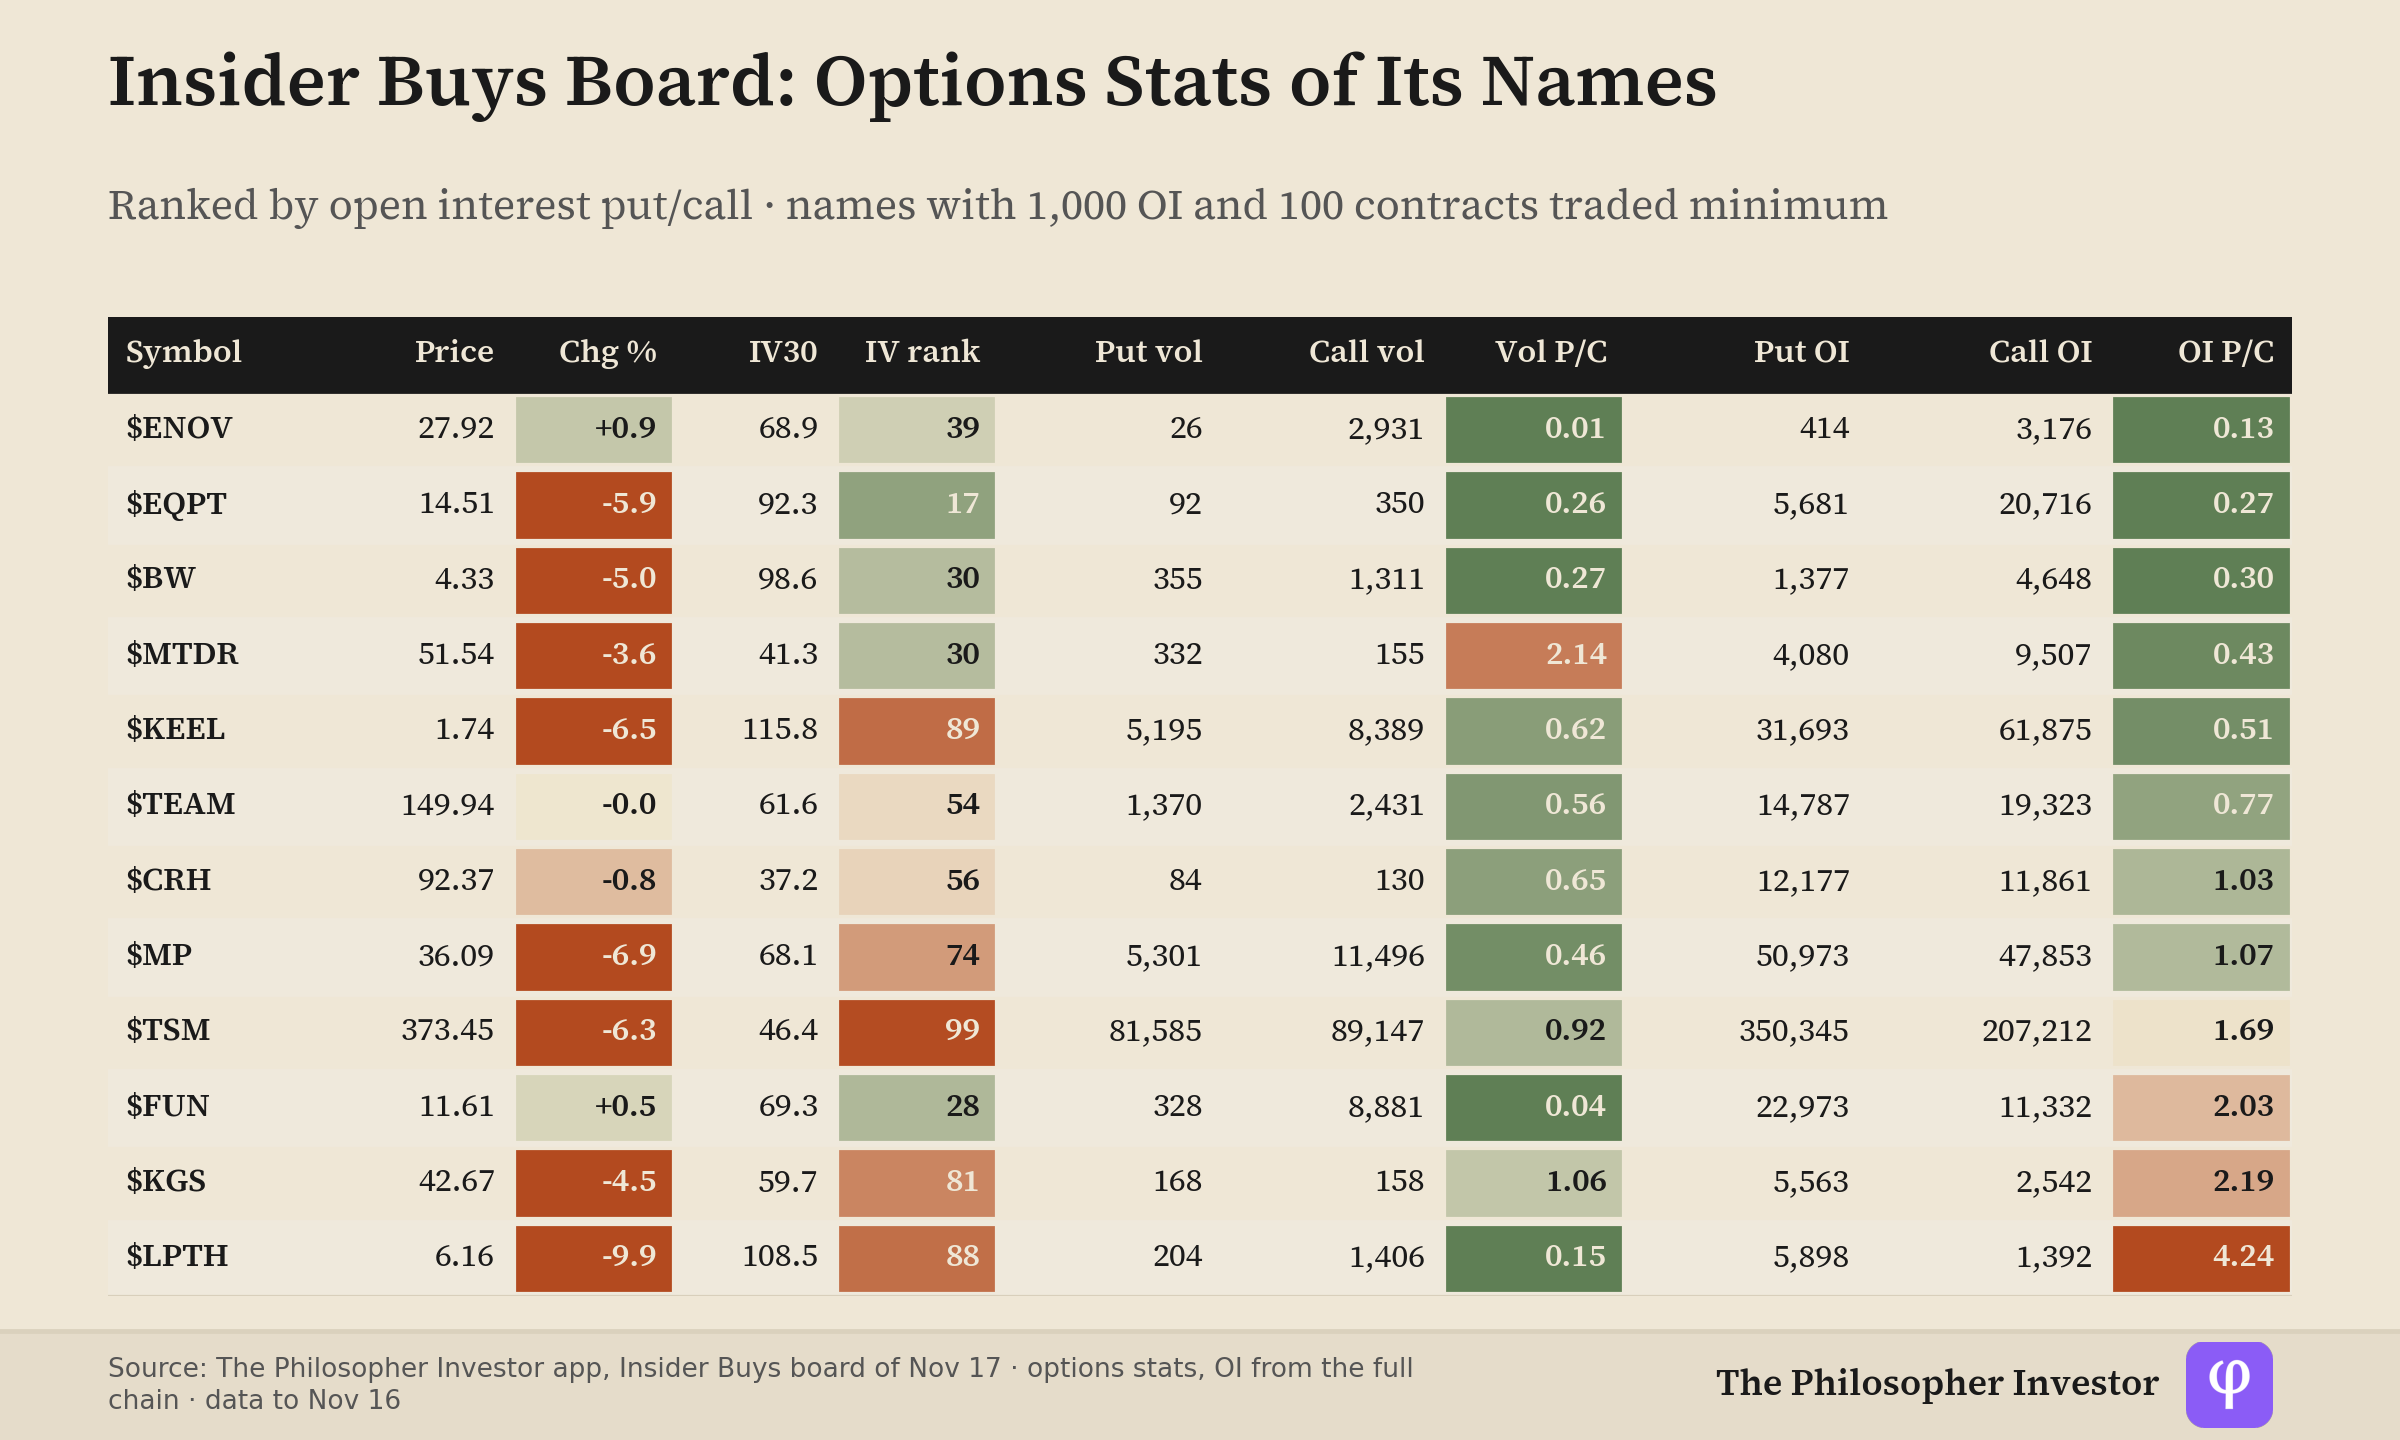 Insider Buys Board: Options Stats of Its Names
Ranked by open interest put/call · names with 1,000 OI and 100 contracts traded minimum
Symbol Price Chg % IV30 IV rank Put vol Call vol Vol P/C Put OI Call OI OI P/C
$ENOV 27.92 +0.9 68.9 39 26 2,931 0.01 414 3,176 0.13
$EQPT 14.51 -5.9 92.3 17 92 350 0.26 5,681 20,716 0.27
$BW 4.33 -5.0 98.6 30 355 1,311 0.27 1,377 4,648 0.30
$MTDR 51.54 -3.6 41.3 30 332 155 2.14 4,080 9,507 0.43
$KEEL 1.74 -6.5 115.8 89 5,195 8,389 0.62 31,693 61,875 0.51
$TEAM 149.94 -0.0 61.6 54 1,370 2,431 0.56 14,787 19,323 0.77
$CRH 92.37 -0.8 37.2 56 84 130 0.65 12,177 11,861 1.03
$MP 36.09 -6.9 68.1 74 5,301 11,496 0.46 50,973 47,853 1.07
$TSM 373.45 -6.3 46.4 99 81,585 89,147 0.92 350,345 207,212 1.69
$FUN 11.61 +0.5 69.3 28 328 8,881 0.04 22,973 11,332 2.03
$KGS 42.67 -4.5 59.7 81 168 158 1.06 5,563 2,542 2.19
$LPTH 6.16 -9.9 108.5 88 204 1,406 0.15 5,898 1,392 4.24
Source: The Philosopher Investor app, Insider Buys board of Nov 17 · options stats, OI from the full
chain · data to Nov 16
The Philosopher Investor φ